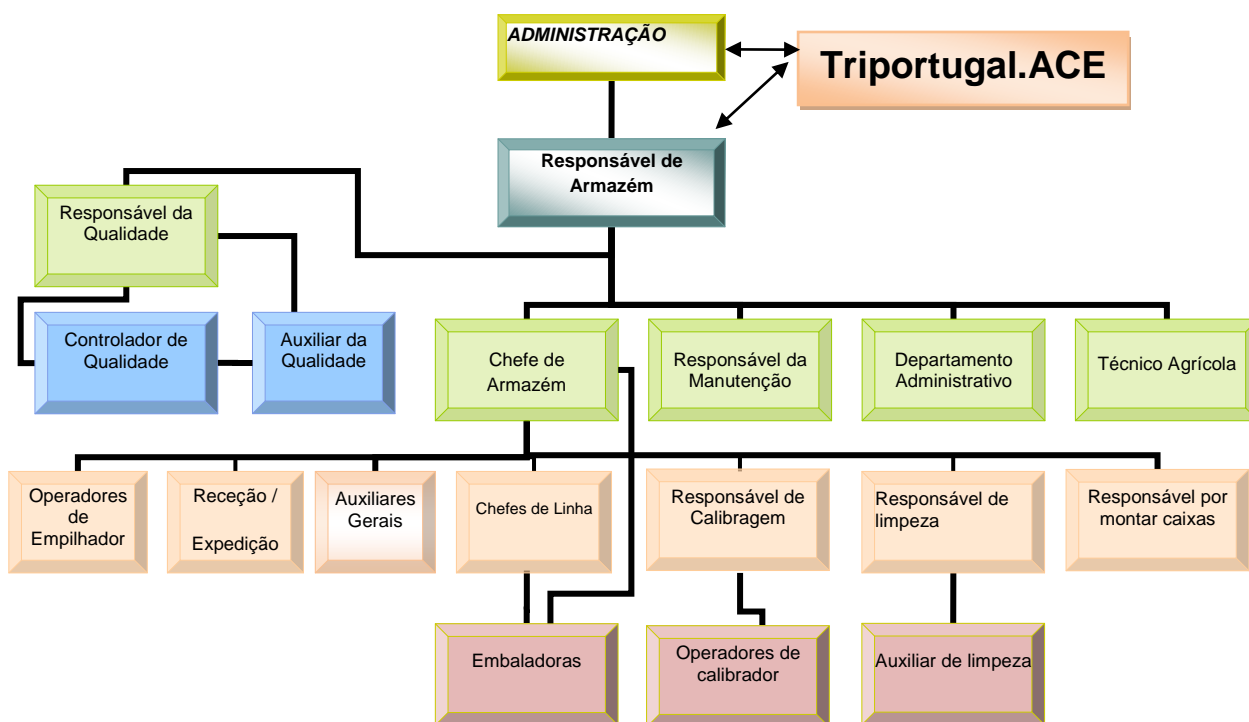 ADMINISTRAÇÃO
Triportugal.ACE
Responsável de
Armazém
Responsável da
Qualidade
Controlador de
Qualidade
Auxiliar da
Qualidade
Chefe de
Armazém
Responsável da
Manutenção
Departamento
Administrativo
Técnico Agrícola
Operadores
de
Empilhador
Receção /
Expedição
Auxiliares
Gerais
Chefes de Linha
Responsável de
Calibragem
Responsável de
limpeza
Responsável por
montar caixas
Embaladoras
Operadores de
calibrador
Auxiliar de limpeza